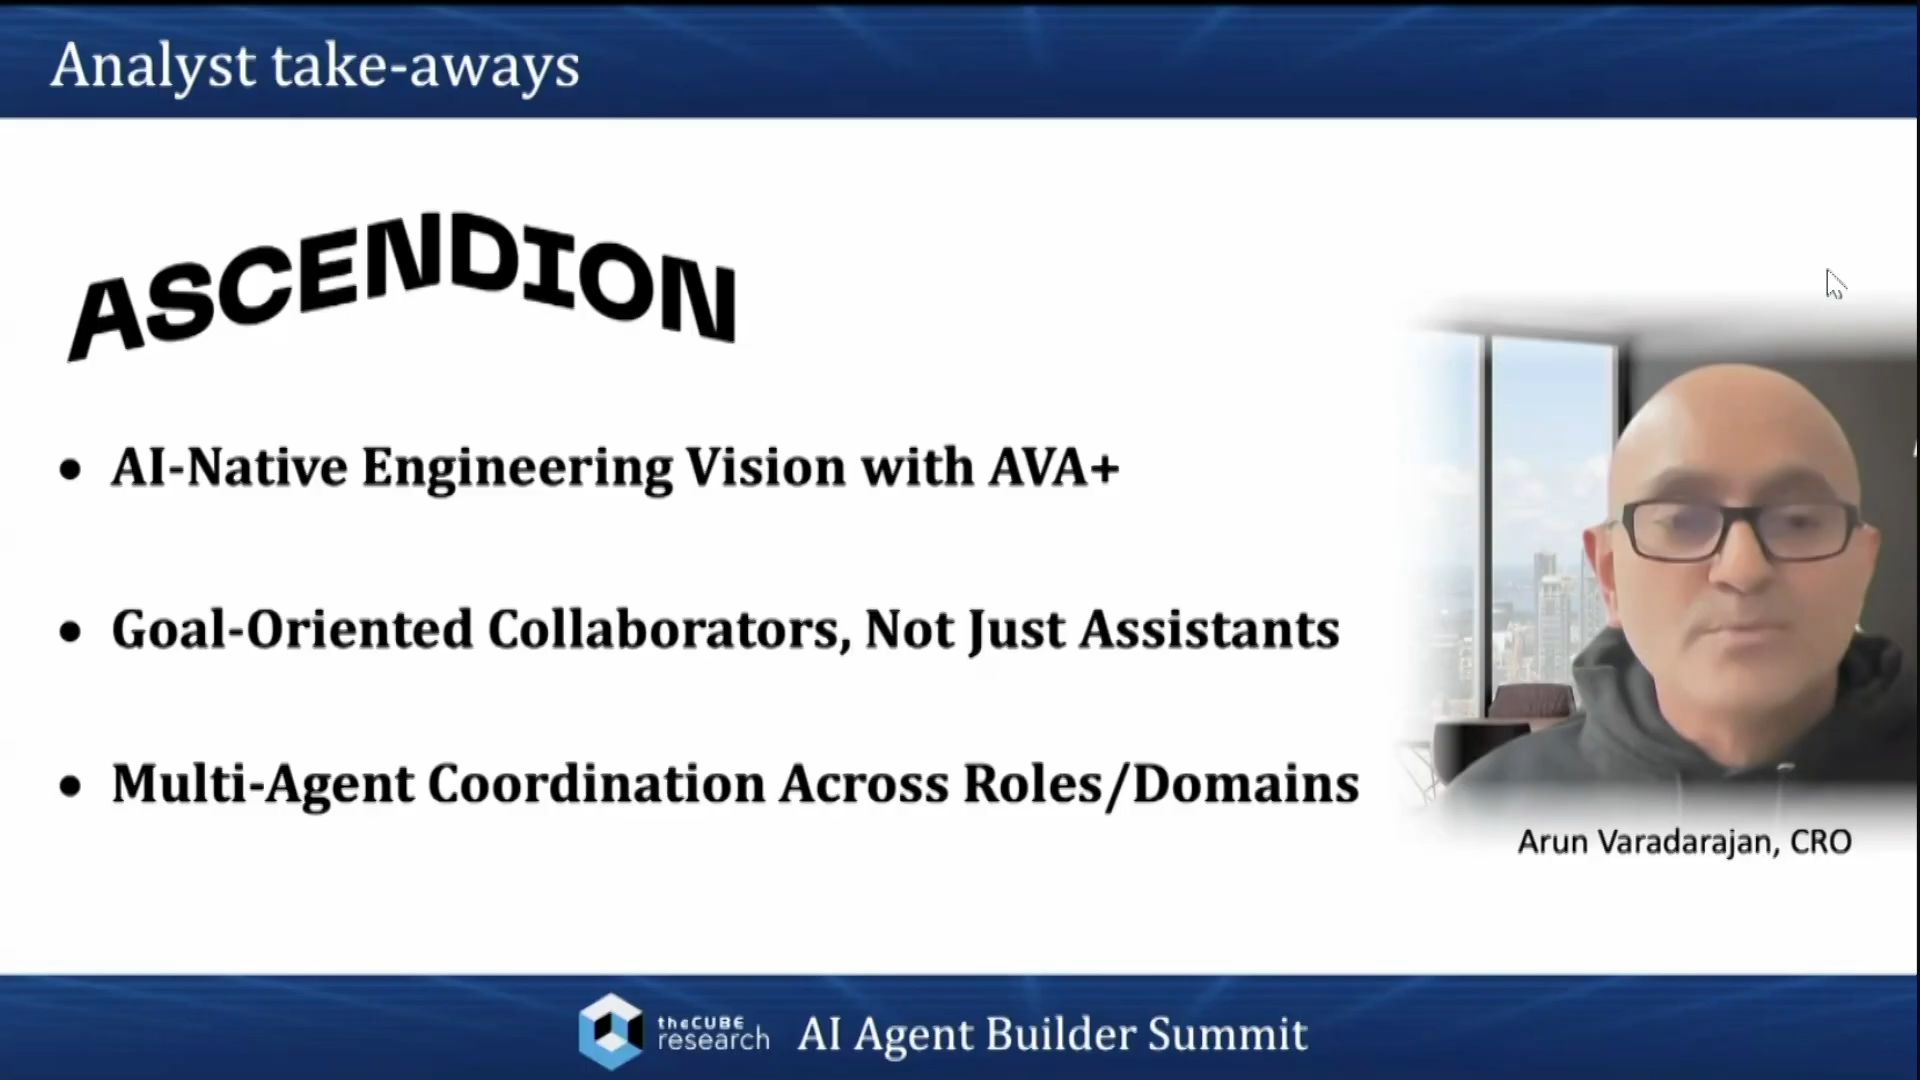 Analyst take-aways
ASCENDION
• AI-Native Engineering Vision with AVA+
• Goal-Oriented Collaborators, Not Just Assistants
• Multi-Agent Coordination Across Roles/Domains
Arun Varadarajan, CRO
theCUBE
research
AI Agent Builder Summit